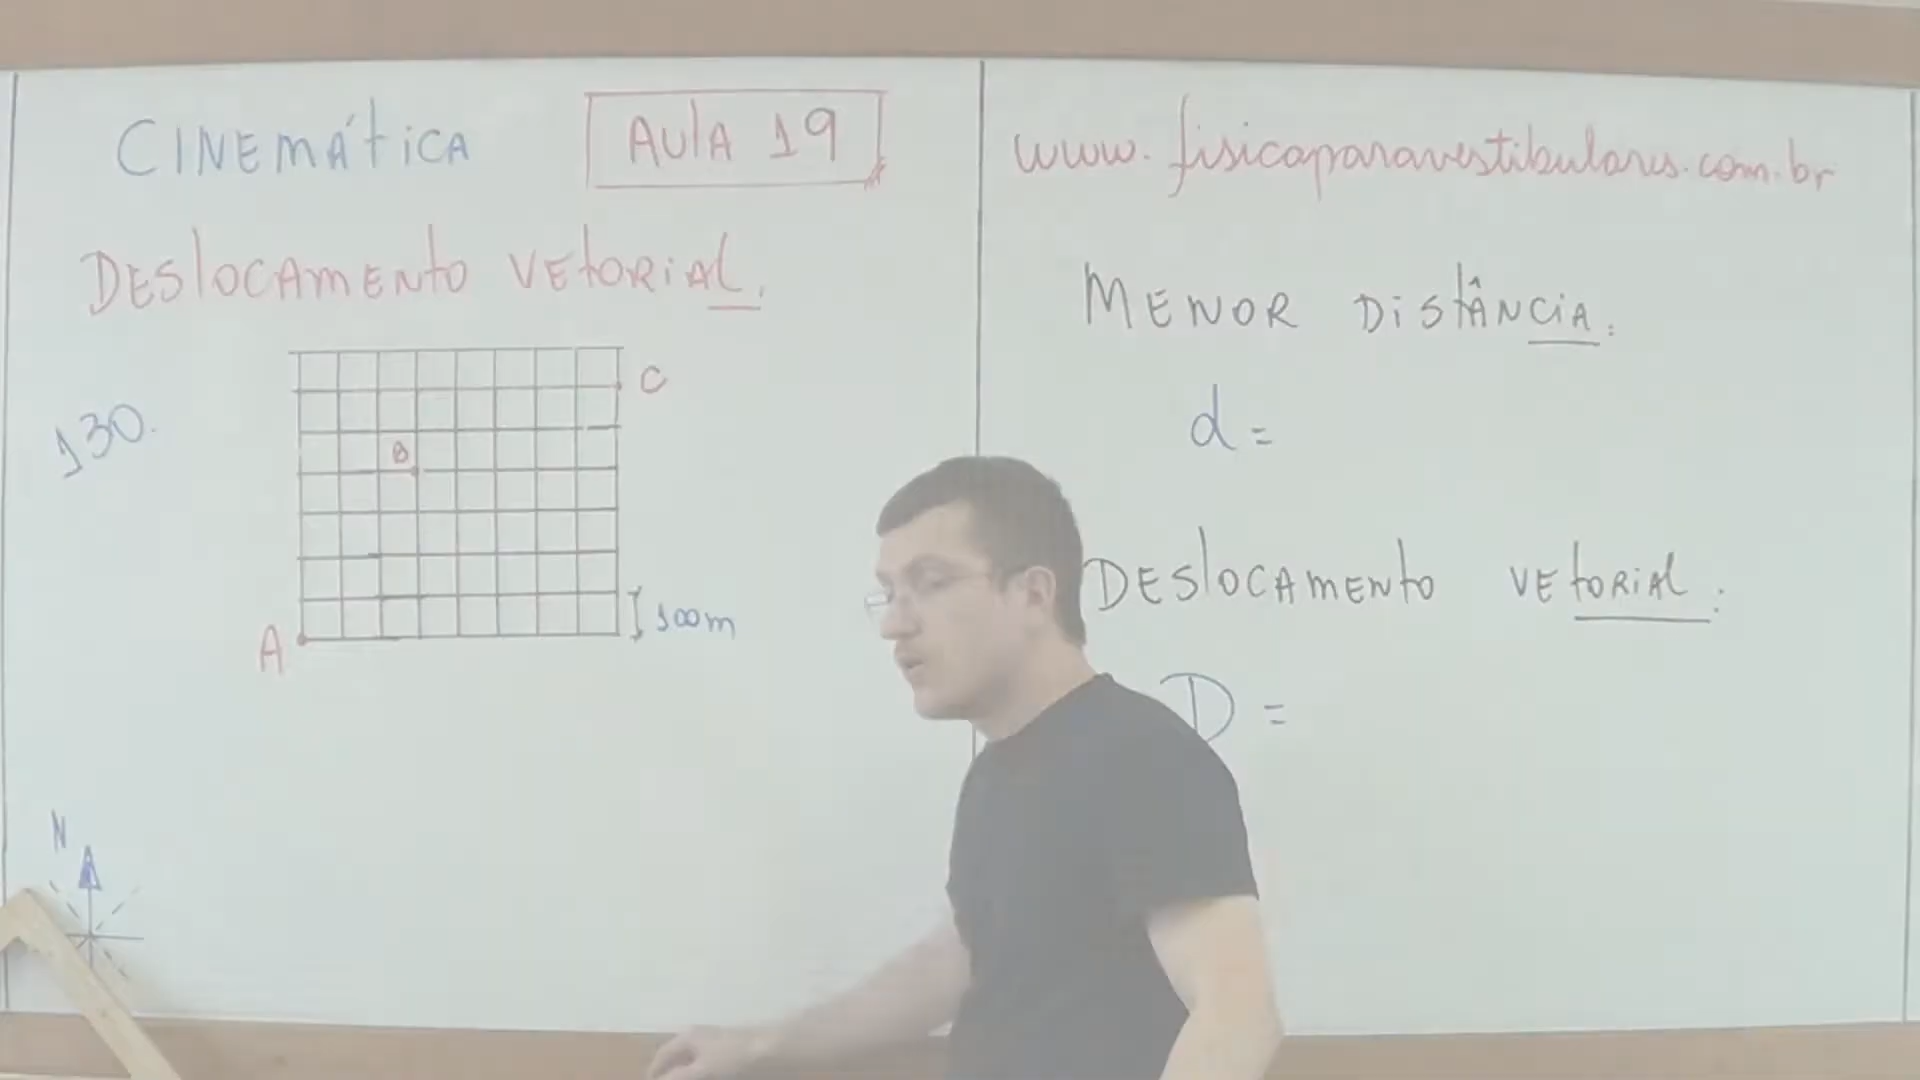 CINEMÁTICA
AULA 19
DESLOCAMENTO VETORIAL.
130.
C
B
A
100m
N
www.fisicaparavestibulares.com.br
MENOR DISTÂNCIA:
d =
DESLOCAMENTO VETORIAL:
D =